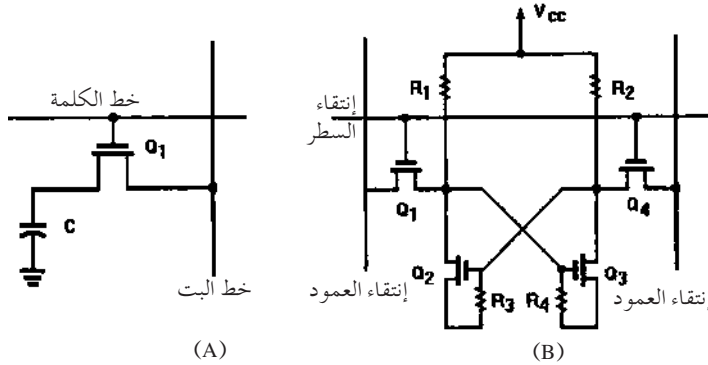 خط الكلمة
Q1
C
خط البت
(A)
VCC
R1
R2
إنتقاء
السطر
Q1
Q4
Q2
Q3
R3
R4
إنتقاء العمود
إنتقاء العمود
(B)